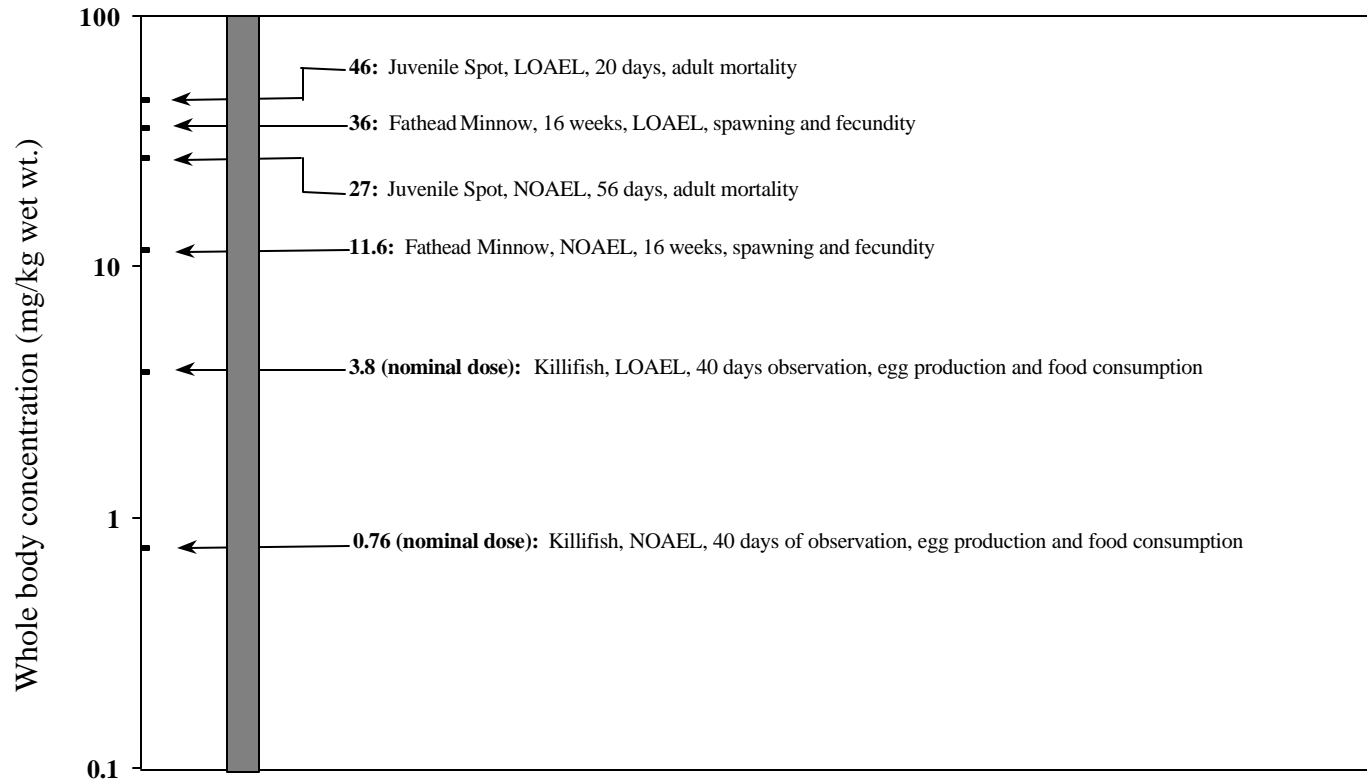 Whole body concentration (mg/kg wet wt.)
100
10
1
0.1
46: Juvenile Spot, LOAEL, 20 days, adult mortality
36: Fathead Minnow, 16 weeks, LOAEL, spawning and fecundity
27: Juvenile Spot, NOAEL, 56 days, adult mortality
11.6: Fathead Minnow, NOAEL, 16 weeks, spawning and fecundity
3.8 (nominal dose): Killifish, LOAEL, 40 days observation, egg production and food consumption
0.76 (nominal dose): Killifish, NOAEL, 40 days of observation, egg production and food consumption